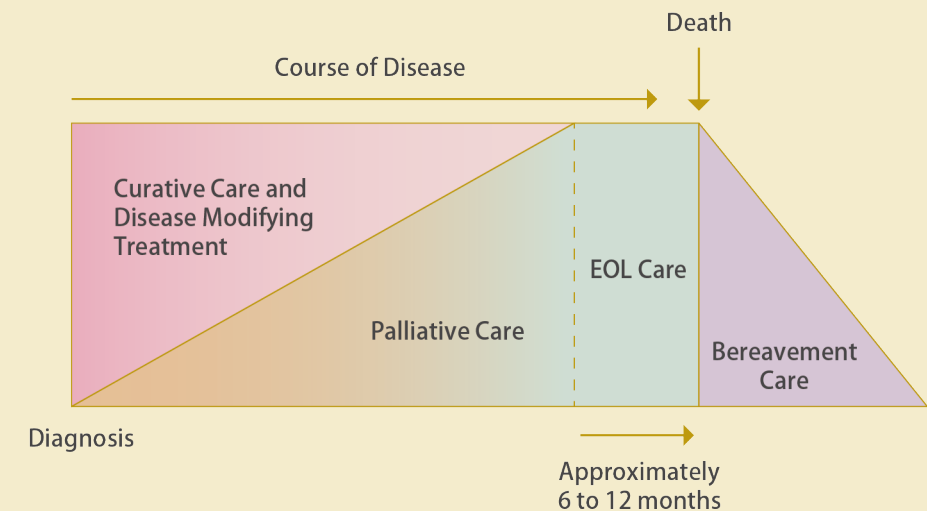 Death
Course of Disease
Curative Care and
Disease Modifying
Treatment
EOL Care
Palliative Care
Bereavement
Care
Diagnosis
Approximately
6 to 12 months